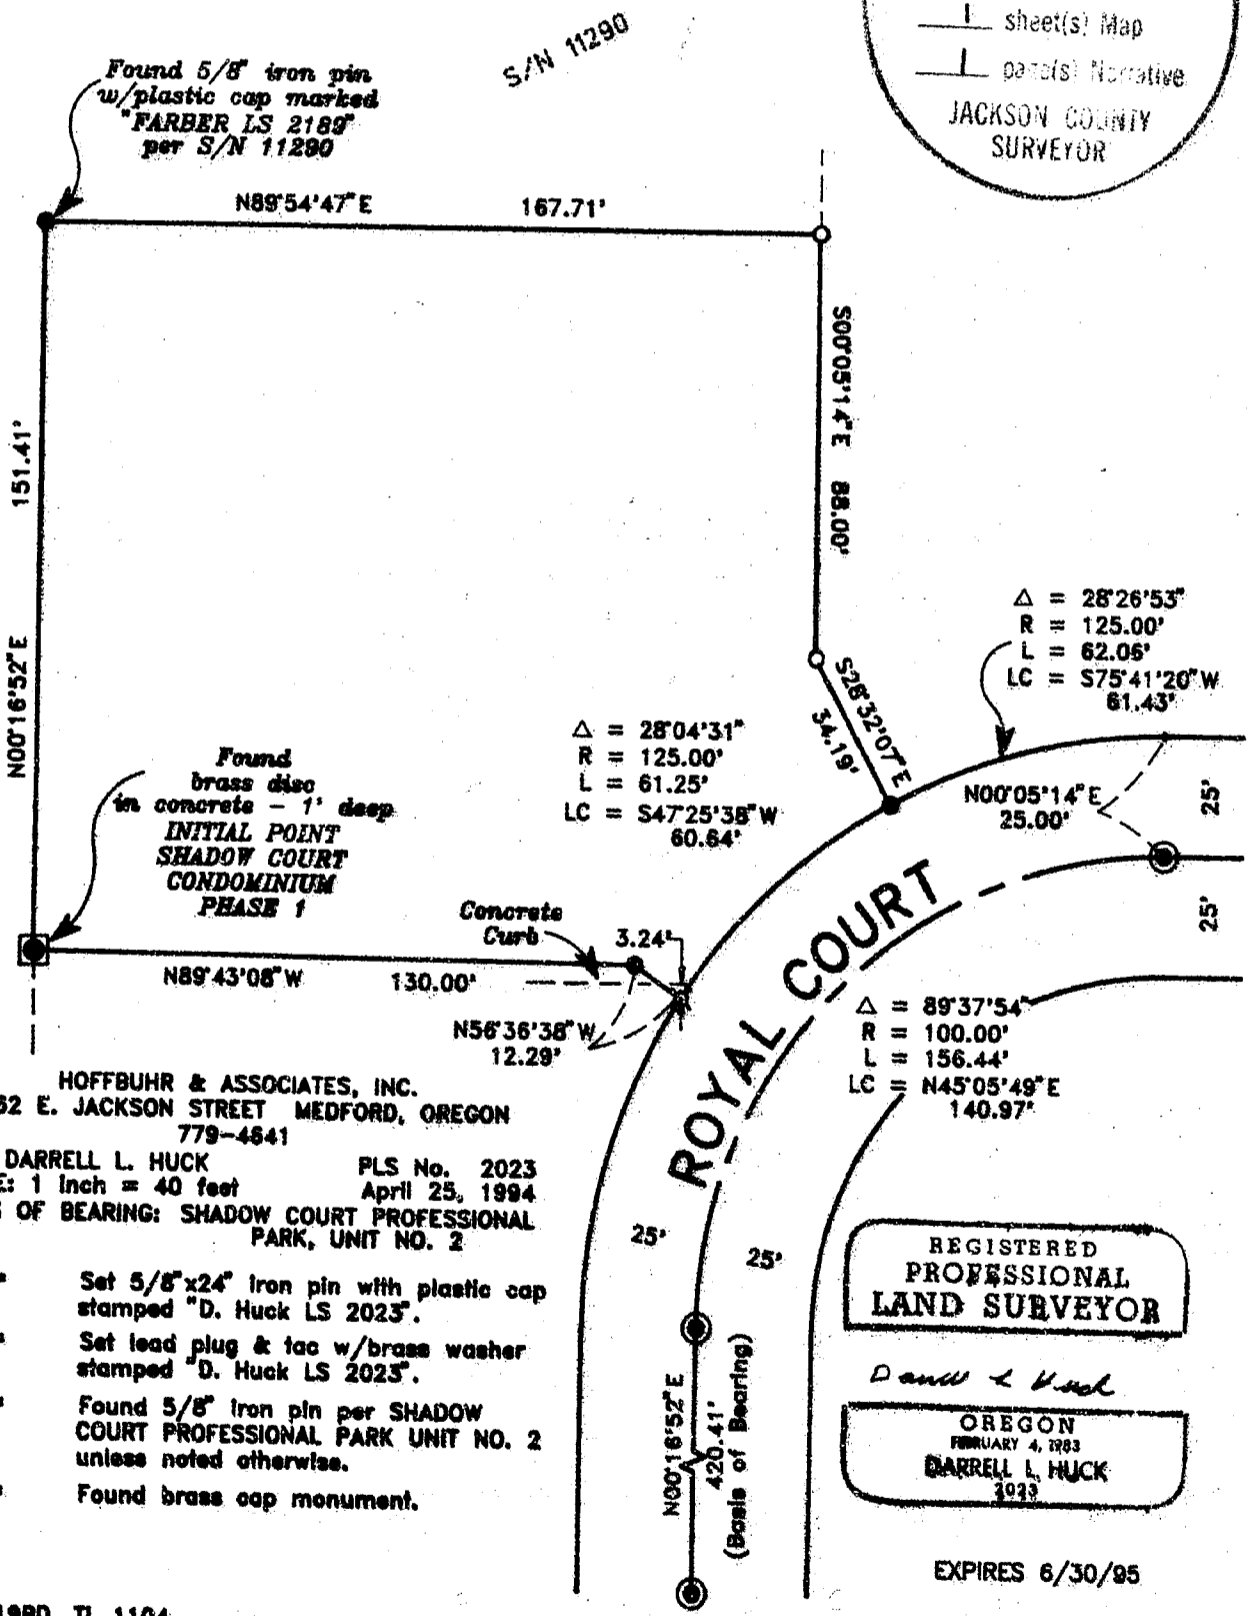 S/N 11290
sheet(s) Map
page(s) Narrative
JACKSON COUNTY
SURVEYOR
Found 5/8" iron pin
w/plastic cap marked
"FARBER LS 2189"
per S/N 11290
N89°54'47"E 167.71'
S00°05'14"E 88.00'
151.41'
N00°16'52"E
Δ = 28°26'53"
R = 125.00'
L = 62.06'
LC = S75°41'20"W
61.43'
S28°32'07"E
34.19'
Δ = 28°04'31"
R = 125.00'
L = 61.25'
LC = S47°25'38"W
60.64'
N00°05'14"E
25.00'
25'
25'
Found
brass disc
in concrete - 1' deep
INITIAL POINT
SHADOW COURT
CONDOMINIUM
PHASE 1
Concrete
Curb
3.24'
N89°43'08"W 130.00'
N56°36'38"W
12.29'
ROYAL COURT
Δ = 89°37'54"
R = 100.00'
L = 156.44'
LC = N45°05'49"E
140.97'
HOFFBUHR & ASSOCIATES, INC.
62 E. JACKSON STREET MEDFORD, OREGON
779-4641
DARRELL L. HUCK PLS No. 2023
E: 1 inch = 40 feet April 25, 1994
OF BEARING: SHADOW COURT PROFESSIONAL
PARK, UNIT NO. 2
Set 5/8"x24" iron pin with plastic cap
stamped "D. Huck LS 2023".
Set lead plug & tac w/brass washer
stamped "D. Huck LS 2023".
Found 5/8" iron pin per SHADOW
COURT PROFESSIONAL PARK UNIT NO. 2
unless noted otherwise.
Found brass cap monument.
25'
25'
N00°16'52"E
420.41'
(Basis of Bearing)
REGISTERED
PROFESSIONAL
LAND SURVEYOR
Darrell L Huck
OREGON
FEBRUARY 4, 1983
DARRELL L. HUCK
2023
EXPIRES 6/30/95
TL 1104